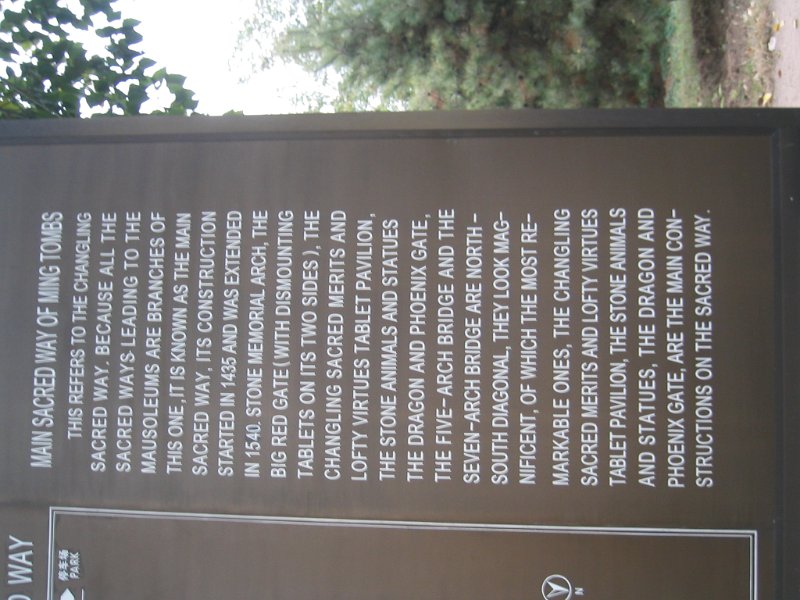 MAIN SACRED WAY OF MING TOMBS
THIS REFERS TO THE CHANGLING
SACRED WAY. BECAUSE ALL THE
SACRED WAYS LEADING TO THE
MAUSOLEUMS ARE BRANCHES OF
THIS ONE, IT IS KNOWN AS THE MAIN
SACRED WAY, ITS CONSTRUCTION
STARTED IN 1435 AND WAS EXTENDED
IN 1540. STONE MEMORIAL ARCH, THE
BIG RED GATE (WITH DISMOUNTING
TABLETS ON ITS TWO SIDES), THE
CHANGLING SACRED MERITS AND
LOFTY VIRTUES TABLET PAVILION,
THE STONE ANIMALS AND STATUES
THE DRAGON AND PHOENIX GATE,
THE FIVE-ARCH BRIDGE AND THE
SEVEN-ARCH BRIDGE ARE NORTH-
SOUTH DIAGONAL, THEY LOOK MAG-
NIFICENT, OF WHICH THE MOST RE-
MARKABLE ONES, THE CHANGLING
SACRED MERITS AND LOFTY VIRTUES
TABLET PAVILION, THE STONE ANIMALS
AND STATUES, THE DRAGON AND
PHOENIX GATE, ARE THE MAIN CON-
STRUCTIONS ON THE SACRED WAY.
WAY
停车场
PARK
N